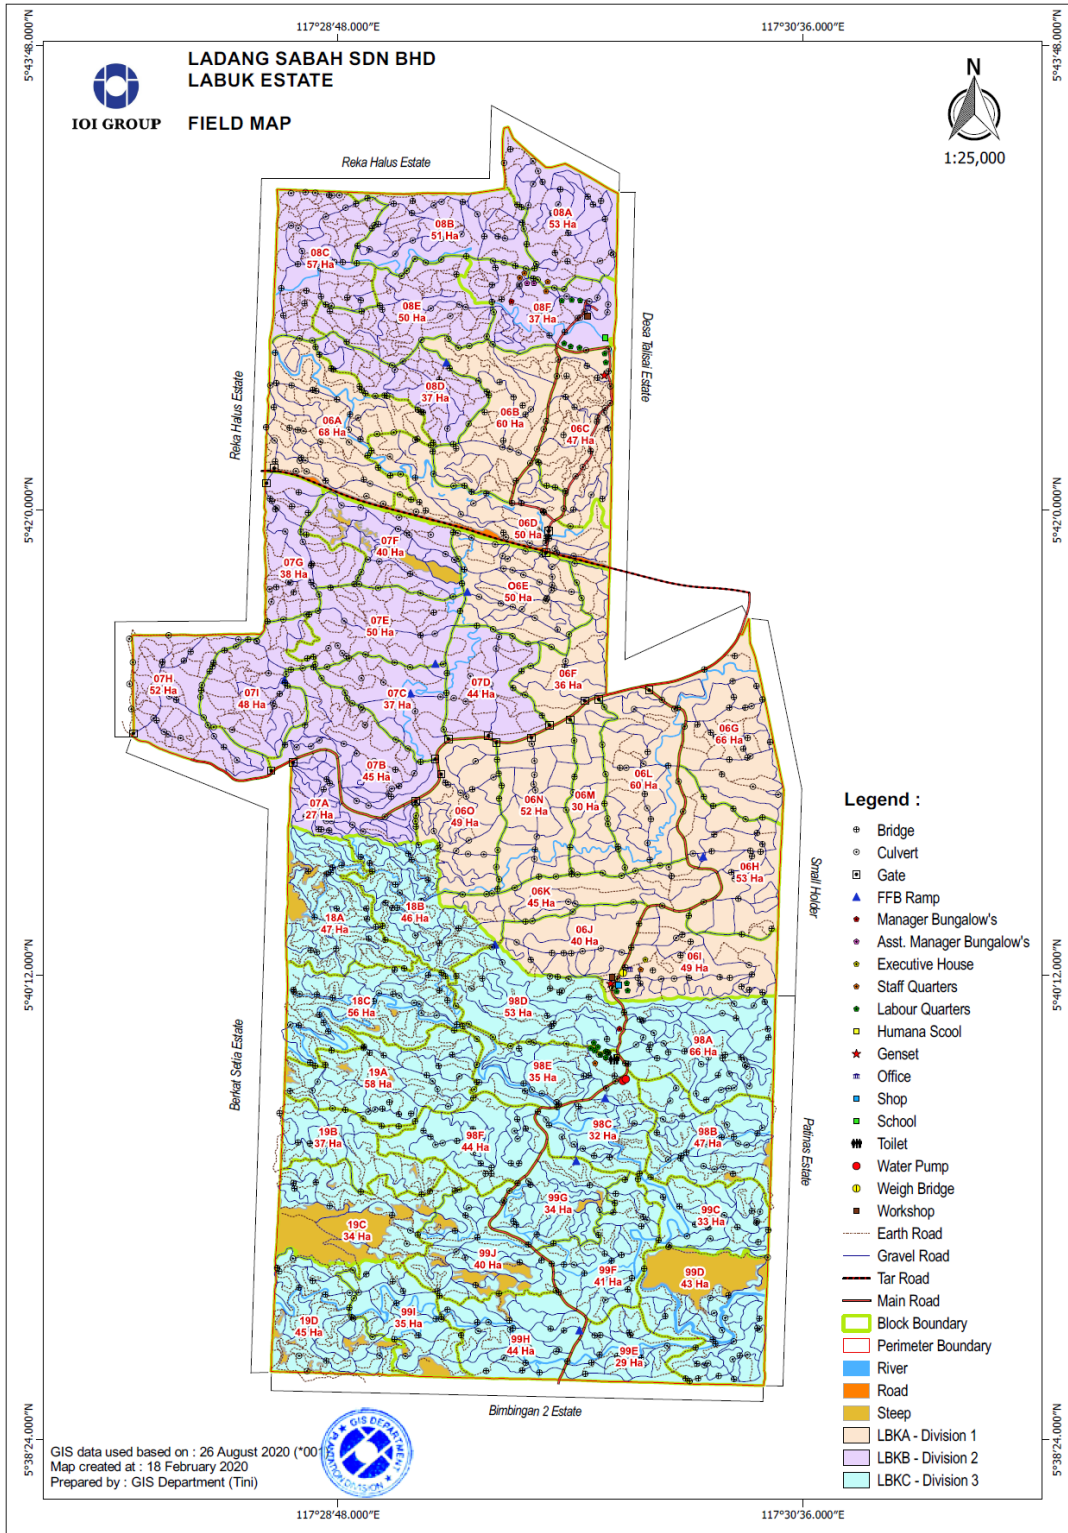 117°28'48.000"E
117°30'36.000"E
5°43'48.000"N
5°43'48.000"N
LADANG SABAH SDN BHD
LABUK ESTATE
IOI GROUP
FIELD MAP
N
1:25,000
Reka Halus Estate
08A
53 Ha
08B
51 Ha
08C
57 Ha
08E
50 Ha
08F
37 Ha
Desa Talisai Estate
Reka Halus Estate
08D
37 Ha
06B
60 Ha
06A
68 Ha
06C
47 Ha
5°42'0.000"N
5°42'0.000"N
06D
50 Ha
07F
40 Ha
07G
38 Ha
O6E
50 Ha
07E
50 Ha
07H
52 Ha
07I
48 Ha
07C
37 Ha
07D
44 Ha
06F
36 Ha
06G
66 Ha
07B
45 Ha
06L
60 Ha
07A
27 Ha
06O
49 Ha
06N
52 Ha
06M
30 Ha
06H
53 Ha
Small Holder
06K
45 Ha
18A
47 Ha
18B
46 Ha
06J
40 Ha
06I
49 Ha
5°40'12.000"N
5°40'12.000"N
18C
56 Ha
98D
53 Ha
98A
66 Ha
Berkat Setia Estate
19A
58 Ha
98E
35 Ha
98C
32 Ha
98B
47 Ha
Patinas Estate
19B
37 Ha
98F
44 Ha
99G
34 Ha
99C
33 Ha
19C
34 Ha
99J
40 Ha
99F
41 Ha
99D
43 Ha
19D
45 Ha
99I
35 Ha
99H
44 Ha
99E
29 Ha
Bimbingan 2 Estate
Legend :
Bridge
Culvert
Gate
FFB Ramp
Manager Bungalow's
Asst. Manager Bungalow's
Executive House
Staff Quarters
Labour Quarters
Humana Scool
Genset
Office
Shop
School
Toilet
Water Pump
Weigh Bridge
Workshop
Earth Road
Gravel Road
Tar Road
Main Road
Block Boundary
Perimeter Boundary
River
Road
Steep
LBKA - Division 1
LBKB - Division 2
LBKC - Division 3
5°38'24.000"N
5°38'24.000"N
GIS data used based on : 26 August 2020 (*001
Map created at : 18 February 2020
Prepared by : GIS Department (Tini)
GIS DEPARTMENT
PLANTATION DIVISION
117°28'48.000"E
117°30'36.000"E